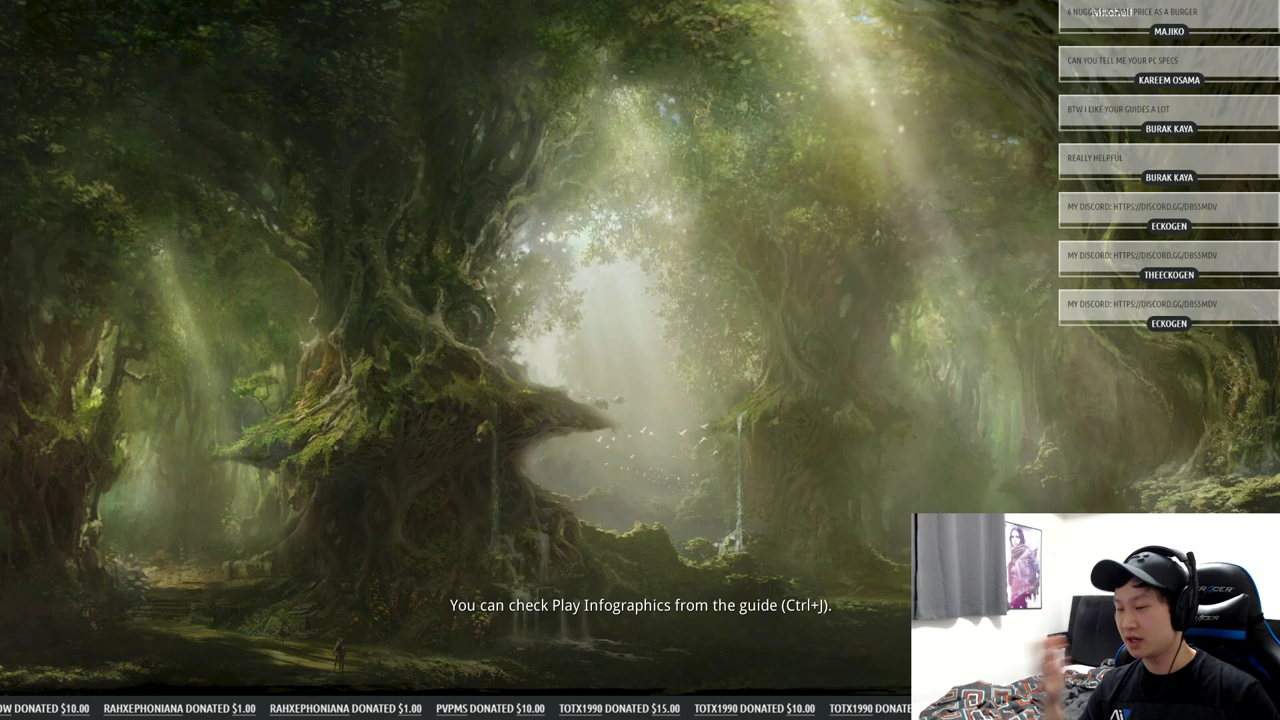 6 NUGG PRICE AS A BURGER
MAJIKO
CAN YOU TELL ME YOUR PC SPECS
KAREEM OSAMA
BTW I LIKE YOUR GUIDES A LOT
BURAK KAYA
REALLY HELPFUL
BURAK KAYA
MY DISCORD: HTTPS://DISCORD.GG/DBSSMDV
ECKOGEN
MY DISCORD: HTTPS://DISCORD.GG/DBSSMDV
THEECKOGEN
MY DISCORD: HTTPS://DISCORD.GG/DBSSMDV
ECKOGEN
You can check Play Infographics from the guide (Ctrl+J).
OW DONATED $10.00 RAHXEPHONIANA DONATED $1.00 RAHXEPHONIANA DONATED $1.00 PVPMS DONATED $10.00 TOTX1990 DONATED $15.00 TOTX1990 DONATED $10.00 TOTX1990 DONATE